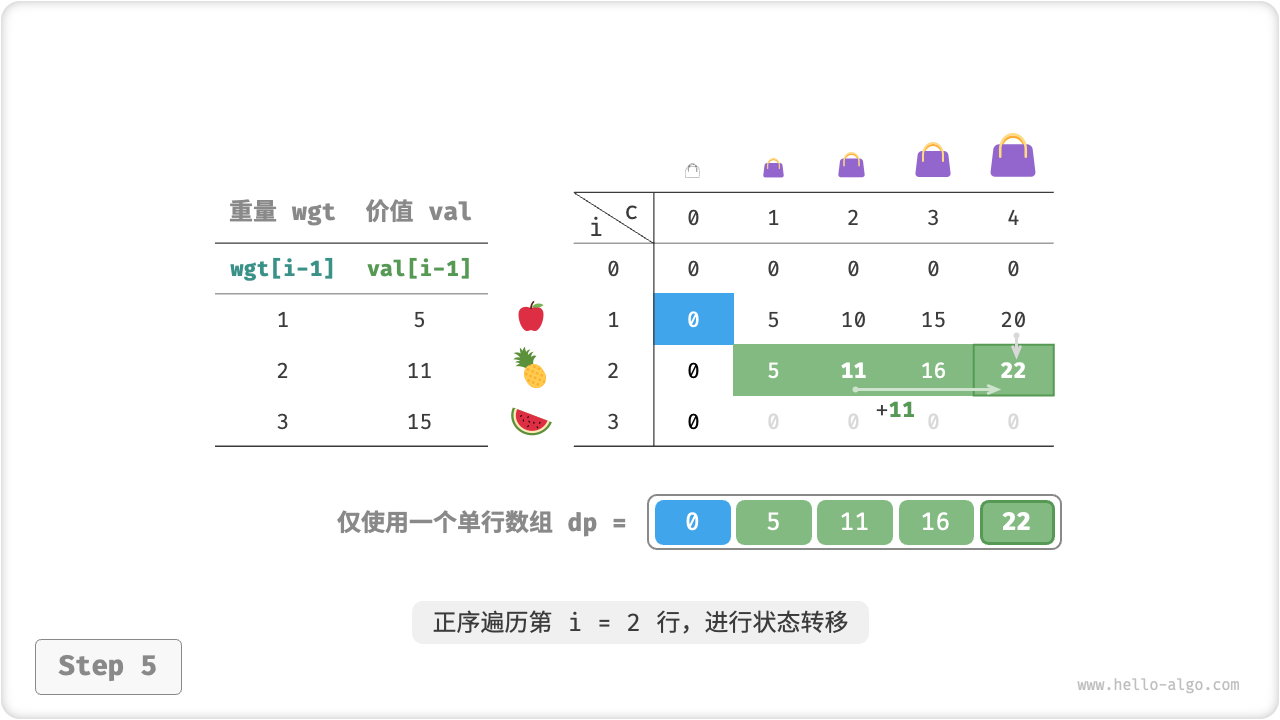 重量 wgt 价值 val
wgt[i-1] val[i-1]
1 5
2 11
3 15
c
i
0 1 2 3 4
0 0 0 0 0 0
1 0 5 10 15 20
2 0 5 11 16 22
+11
3 0 0 0 0 0
仅使用一个单行数组 dp = 0 5 11 16 22
正序遍历第 i = 2 行，进行状态转移
Step 5
www.hello-algo.com